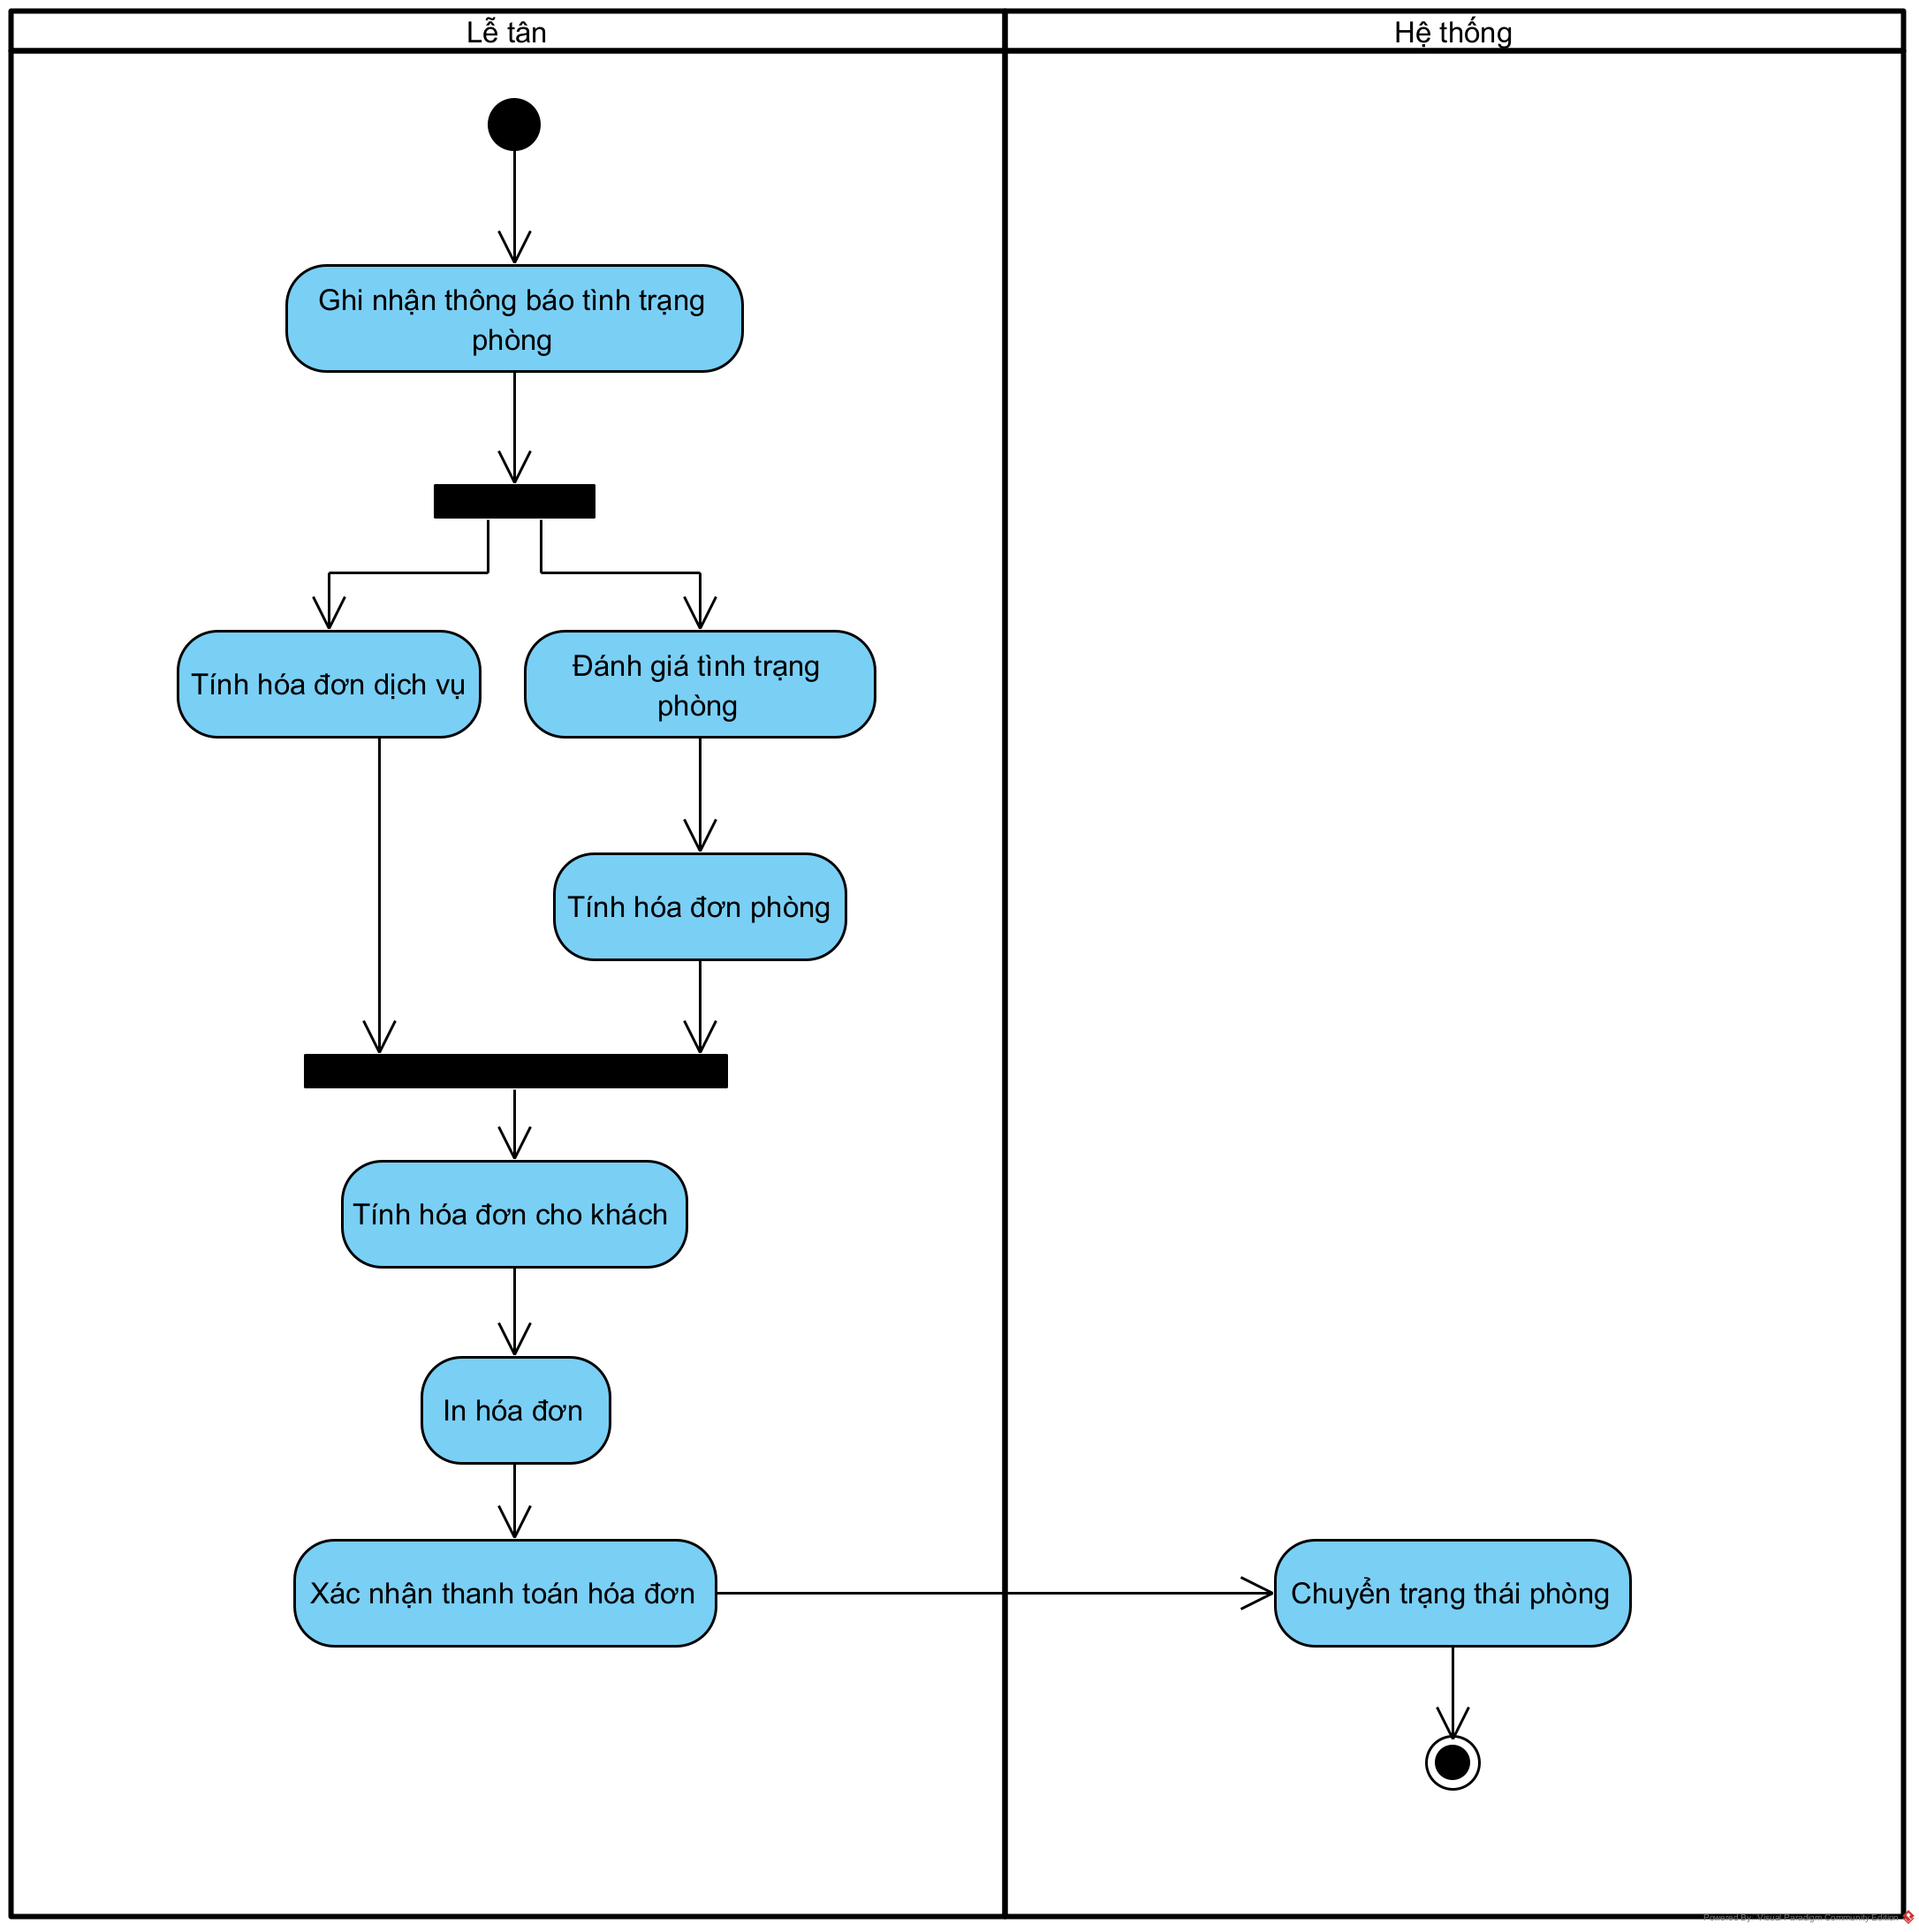 Lễ tân
Hệ thống
Ghi nhận thông báo tình trạng
phòng
Tính hóa đơn dịch vụ
Đánh giá tình trạng
phòng
Tính hóa đơn phòng
Tính hóa đơn cho khách
In hóa đơn
Xác nhận thanh toán hóa đơn
Chuyển trạng thái phòng
Powered By: Visual Paradigm Community Edition